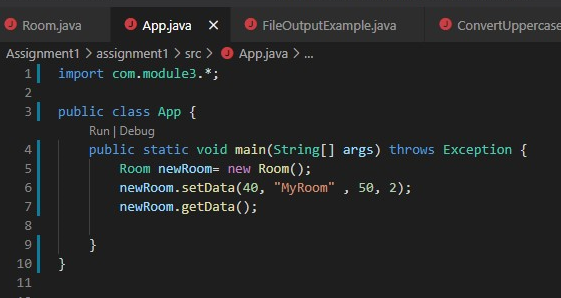 Room.java App.java × FileOutputExample.java ConvertUppercase
Assignment1 > assignment1 > src > App.java > ...
1 import com.module3.*;
2
3 public class App {
Run | Debug
4 public static void main(String[] args) throws Exception {
5 Room newRoom= new Room();
6 newRoom.setData(40, "MyRoom" , 50, 2);
7 newRoom.getData();
8
9 }
10 }
11